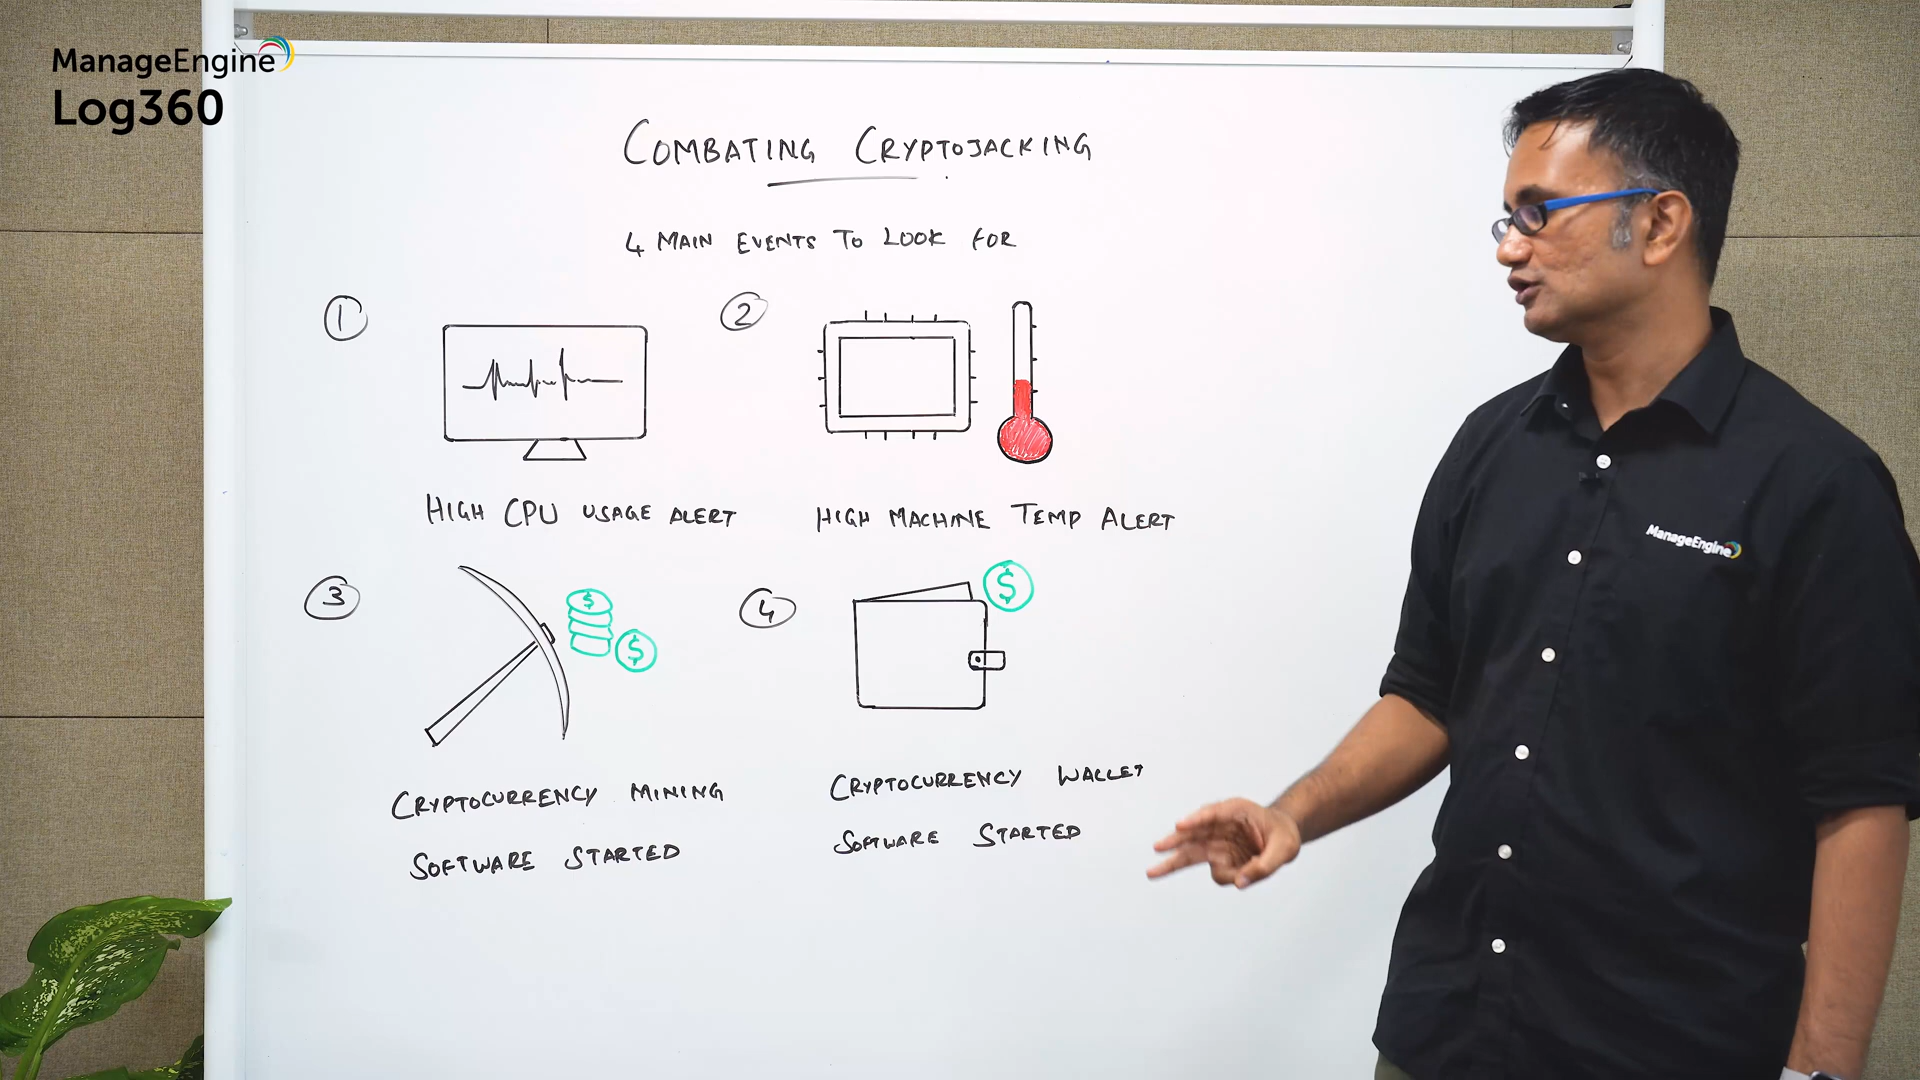 ManageEngine
Log360
COMBATING CRYPTOJACKING
4 MAIN EVENTS TO LOOK FOR
1
2
HIGH CPU USAGE ALERT
HIGH MACHINE TEMP ALERT
3
$
$
4
$
CRYPTOCURRENCY MINING
SOFTWARE STARTED
CRYPTOCURRENCY WALLET
SOFTWARE STARTED
ManageEngine